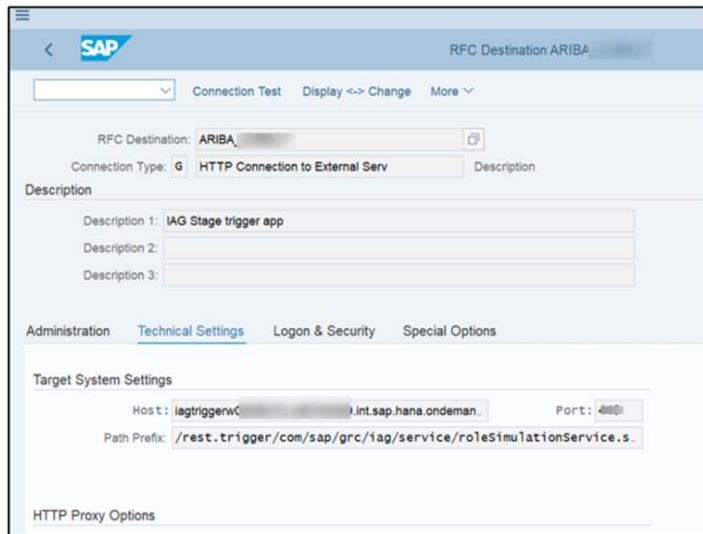 SAP
RFC Destination ARIBA_
Connection Test Display <-> Change More
RFC Destination: ARIBA_
Connection Type: G HTTP Connection to External Serv Description
Description
Description 1: IAG Stage trigger app
Description 2:
Description 3:
Administration Technical Settings Logon & Security Special Options
Target System Settings
Host: iagtriggerw0 .int.sap.hana.ondeman.. Port:
Path Prefix: /rest.trigger/com/sap/grc/iag/service/roleSimulationService.s..
HTTP Proxy Options